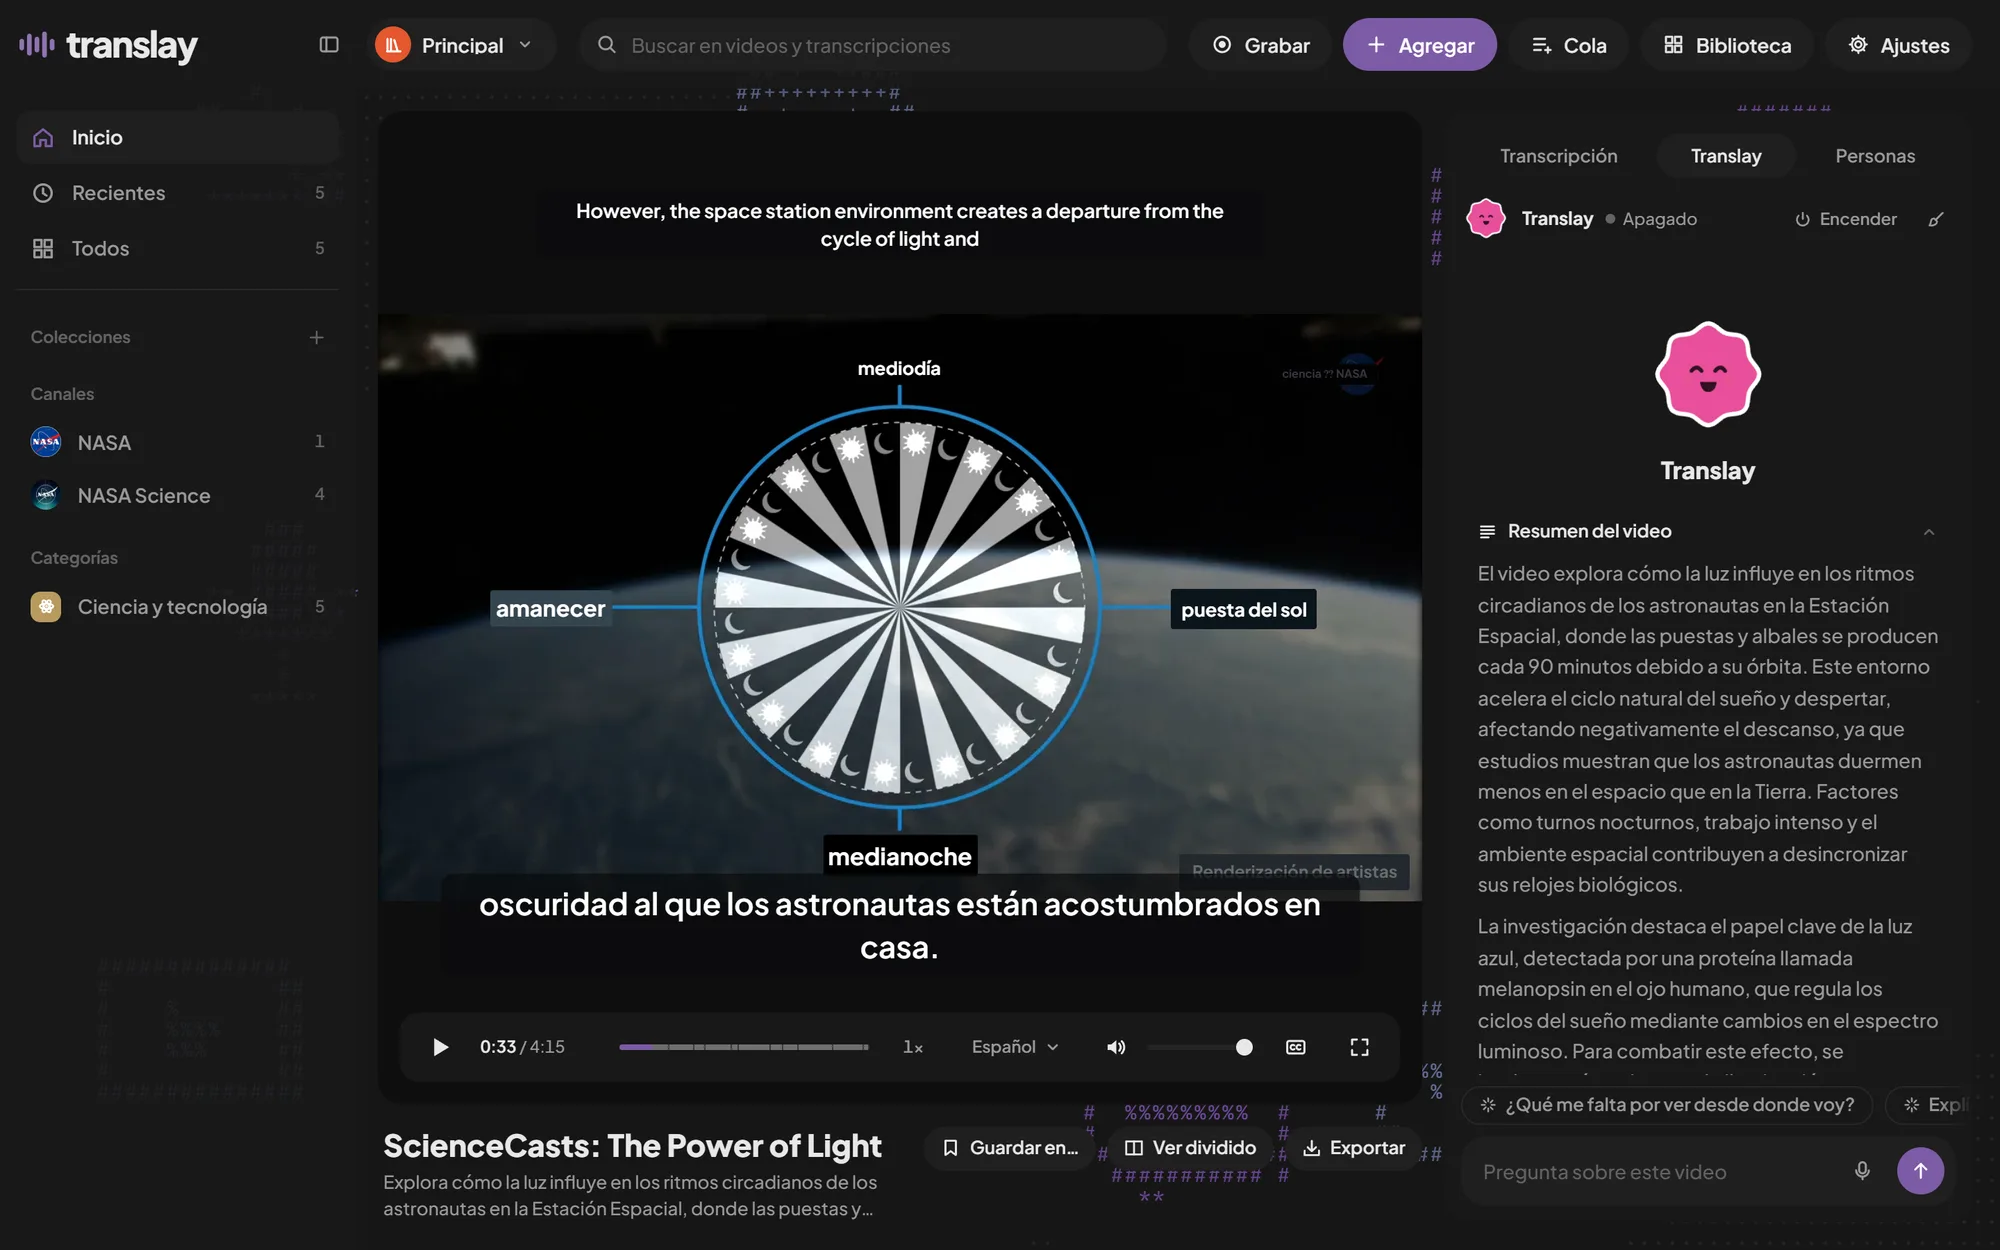 translay
Principal
Buscar en videos y transcripciones
Grabar
Agregar
Cola
Biblioteca
Ajustes
Inicio
Recientes 5
Todos 5
Colecciones
Canales
NASA 1
NASA Science 4
Categorías
Ciencia y tecnología 5
However, the space station environment creates a departure from the
cycle of light and
mediodía
ciencia ?? NASA
amanecer
puesta del sol
medianoche
Renderización de artistas
oscuridad al que los astronautas están acostumbrados en
casa.
0:33 / 4:15
1×
Español
ScienceCasts: The Power of Light
Guardar en...
Ver dividido
Exportar
Explora cómo la luz influye en los ritmos circadianos de los
astronautas en la Estación Espacial, donde las puestas y...
Transcripción
Translay
Personas
Translay
Apagado
Encender
Translay
Resumen del video
El video explora cómo la luz influye en los ritmos
circadianos de los astronautas en la Estación
Espacial, donde las puestas y albales se producen
cada 90 minutos debido a su órbita. Este entorno
acelera el ciclo natural del sueño y despertar,
afectando negativamente el descanso, ya que
estudios muestran que los astronautas duermen
menos en el espacio que en la Tierra. Factores
como turnos nocturnos, trabajo intenso y el
ambiente espacial contribuyen a desincronizar
sus relojes biológicos.
La investigación destaca el papel clave de la luz
azul, detectada por una proteína llamada
melanopsin en el ojo humano, que regula los
ciclos del sueño mediante cambios en el espectro
luminoso. Para combatir este efecto, se
¿Qué me falta por ver desde donde voy?
Expli
Pregunta sobre este video